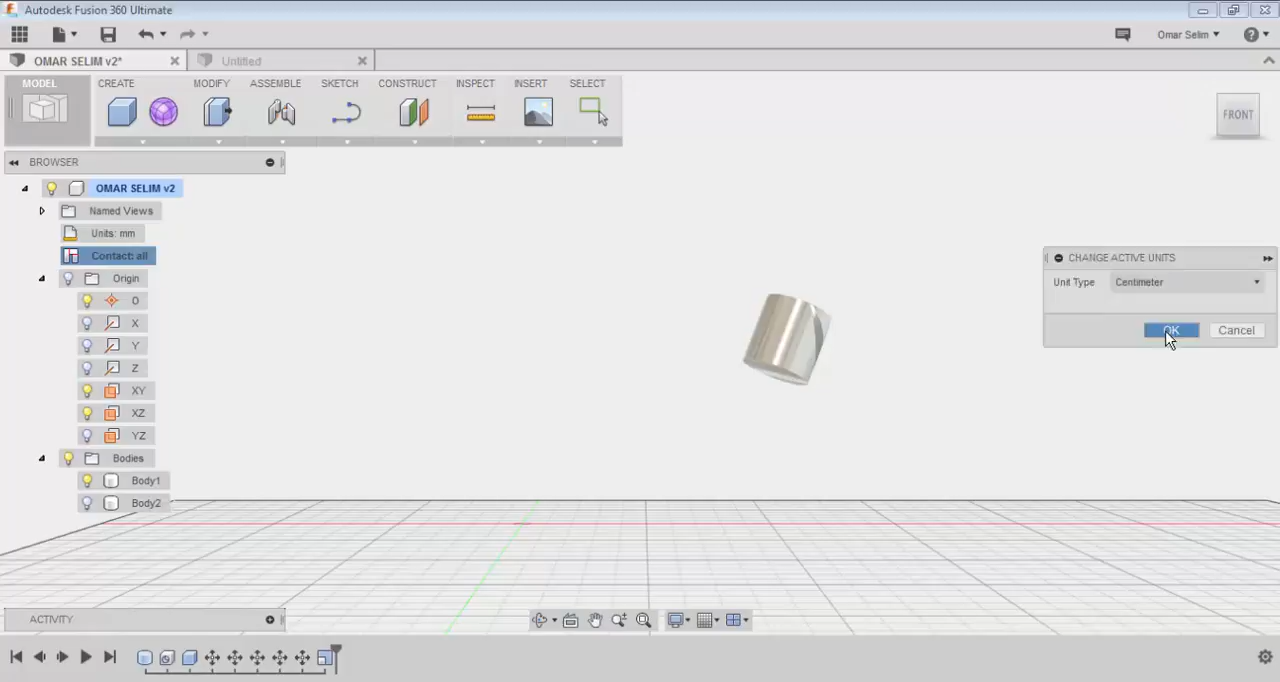 Autodesk Fusion 360 Ultimate
Omar Selim
OMAR SELIM v2*
Untitled
MODEL
CREATE
MODIFY
ASSEMBLE
SKETCH
CONSTRUCT
INSPECT
INSERT
SELECT
FRONT
BROWSER
OMAR SELIM v2
Named Views
Units: mm
Contact: all
Origin
O
X
Y
Z
XY
XZ
YZ
Bodies
Body1
Body2
CHANGE ACTIVE UNITS
Unit Type Centimeter
OK Cancel
ACTIVITY